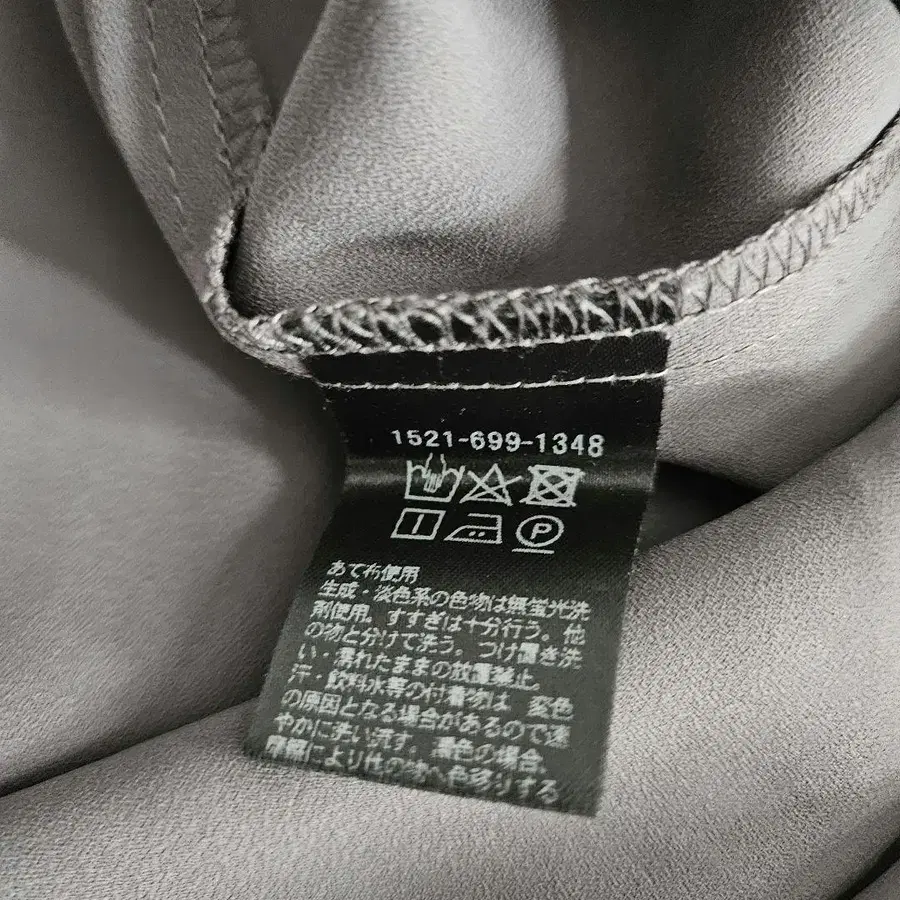 1521-699-1348
P
あて布使用
生成・淡色系の色物は無蛍光洗
剤使用。すすぎは十分行う。他
の物と分けて洗う。つけ置き洗
い・濡れたままの放置禁止。
汗・飲料水等の付着物は、変色
の原因となる場合があるので速
やかに洗い流す。濃色の場合、
摩擦により他の物へ色移りする